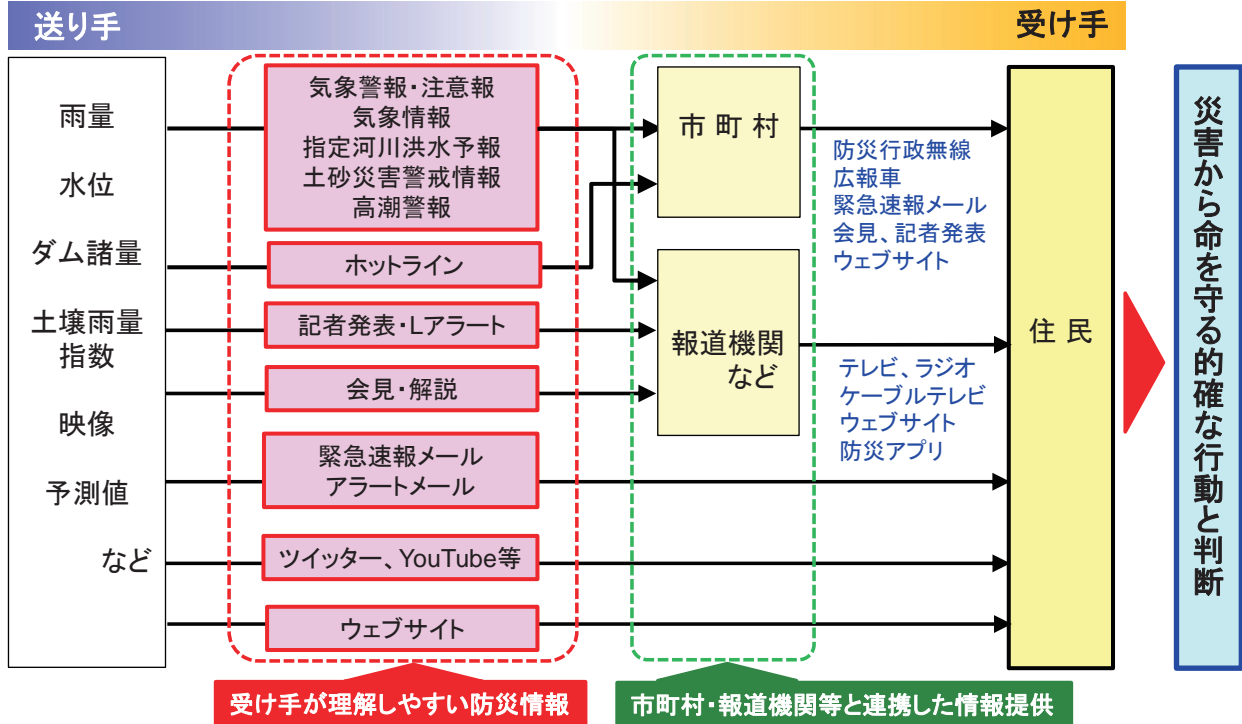 送り手
受け手
雨量
水位
ダム諸量
土壌雨量
指数
映像
予測値
など
気象警報・注意報
気象情報
指定河川洪水予報
土砂災害警戒情報
高潮警報
ホットライン
記者発表・Lアラート
会見・解説
緊急速報メール
アラートメール
ツイッター、YouTube等
ウェブサイト
市町村
報道機関
など
防災行政無線
広報車
緊急速報メール
会見、記者発表
ウェブサイト
テレビ、ラジオ
ケーブルテレビ
ウェブサイト
防災アプリ
住民
災害から命を守る的確な行動と判断
受け手が理解しやすい防災情報
市町村・報道機関等と連携した情報提供